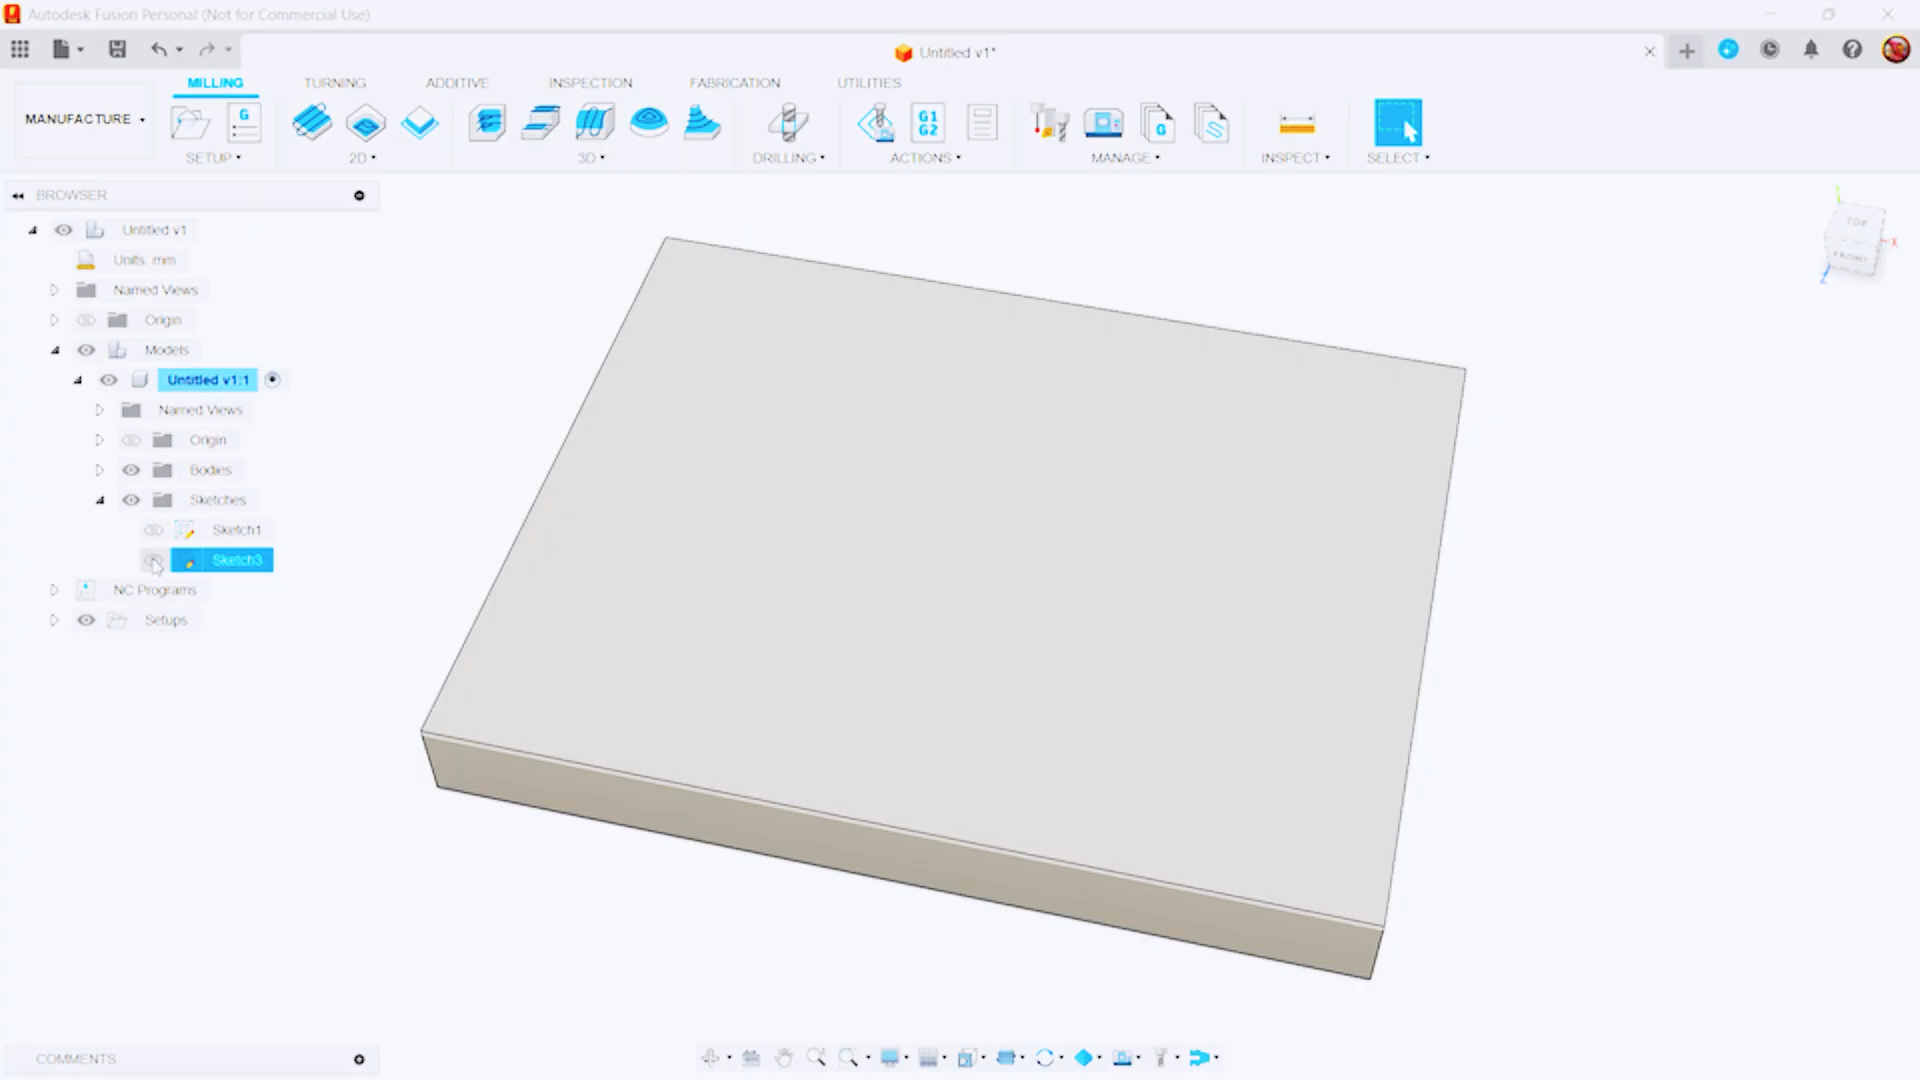 Autodesk Fusion Personal (Not for Commercial Use)
Untitled v1*
MILLING TURNING ADDITIVE INSPECTION FABRICATION UTILITIES
MANUFACTURE
G
G1
G2
G
SETUP 2D 3D DRILLING ACTIONS MANAGE INSPECT SELECT
BROWSER
Untitled v1
Units: mm
Named Views
Origin
Models
Untitled v1:1
Named Views
Origin
Bodies
Sketches
Sketch1
Sketch3
NC Programs
Setups
TOP
FRONT
X
Z
COMMENTS